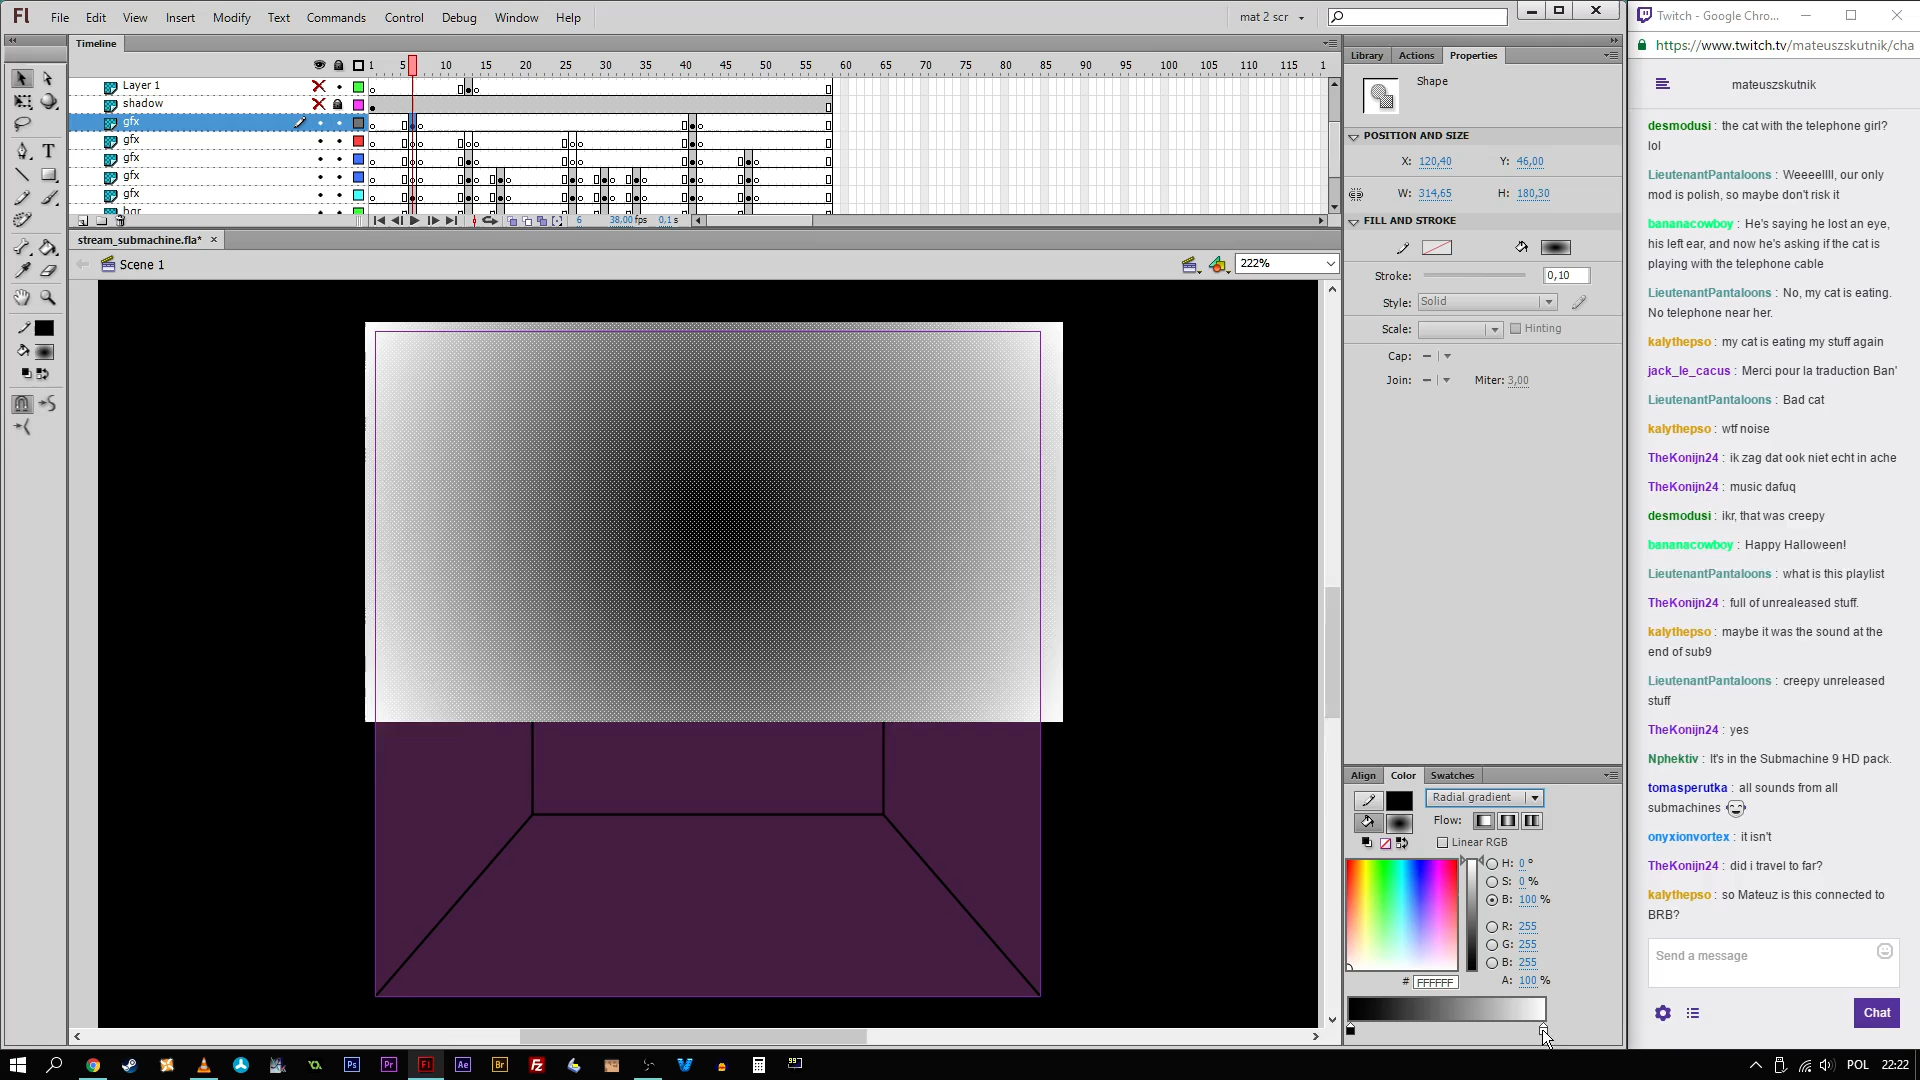 Fl File Edit View Insert Modify Text Commands Control Debug Window Help mat 2 scr
Timeline
1 5 10 15 20 25 30 35 40 45 50 55 60 65 70 75 80 85 90 95 100 105 110 115 1
Layer 1
shadow
gfx
gfx
gfx
gfx
gfx
bgr
6 38,00 fps 0,1 s
stream_submachine.fla*
Scene 1
222%
Library Actions Properties
Shape
POSITION AND SIZE
X: 120,40 Y: 46,00
W: 314,65 H: 180,30
FILL AND STROKE
Stroke: 0,10
Style: Solid
Scale: Hinting
Cap:
Join: Miter: 3,00
Align Color Swatches
Radial gradient
Flow:
Linear RGB
H: 0 °
S: 0 %
B: 100 %
R: 255
G: 255
B: 255
# FFFFFF A: 100 %
Twitch - Google Chro...
https://www.twitch.tv/mateuszskutnik/cha
mateuszskutnik
desmodusi : the cat with the telephone girl?
lol
LieutenantPantaloons : Weeeellll, our only
mod is polish, so maybe don't risk it
bananacowboy : He's saying he lost an eye,
his left ear, and now he's asking if the cat is
playing with the telephone cable
LieutenantPantaloons : No, my cat is eating.
No telephone near her.
kalythepso : my cat is eating my stuff again
jack_le_cacus : Merci pour la traduction Ban'
LieutenantPantaloons : Bad cat
kalythepso : wtf noise
TheKonijn24 : ik zag dat ook niet echt in ache
TheKonijn24 : music dafuq
desmodusi : ikr, that was creepy
bananacowboy : Happy Halloween!
LieutenantPantaloons : what is this playlist
TheKonijn24 : full of unrealeased stuff.
kalythepso : maybe it was the sound at the
end of sub9
LieutenantPantaloons : creepy unreleased
stuff
TheKonijn24 : yes
Nphektiv : It's in the Submachine 9 HD pack.
tomasperutka : all sounds from all
submachines
onyxionvortex : it isn't
TheKonijn24 : did i travel to far?
kalythepso : so Mateuz is this connected to
BRB?
Send a message
Chat
Ps Pr Fl Ae Br Fz POL 22:22